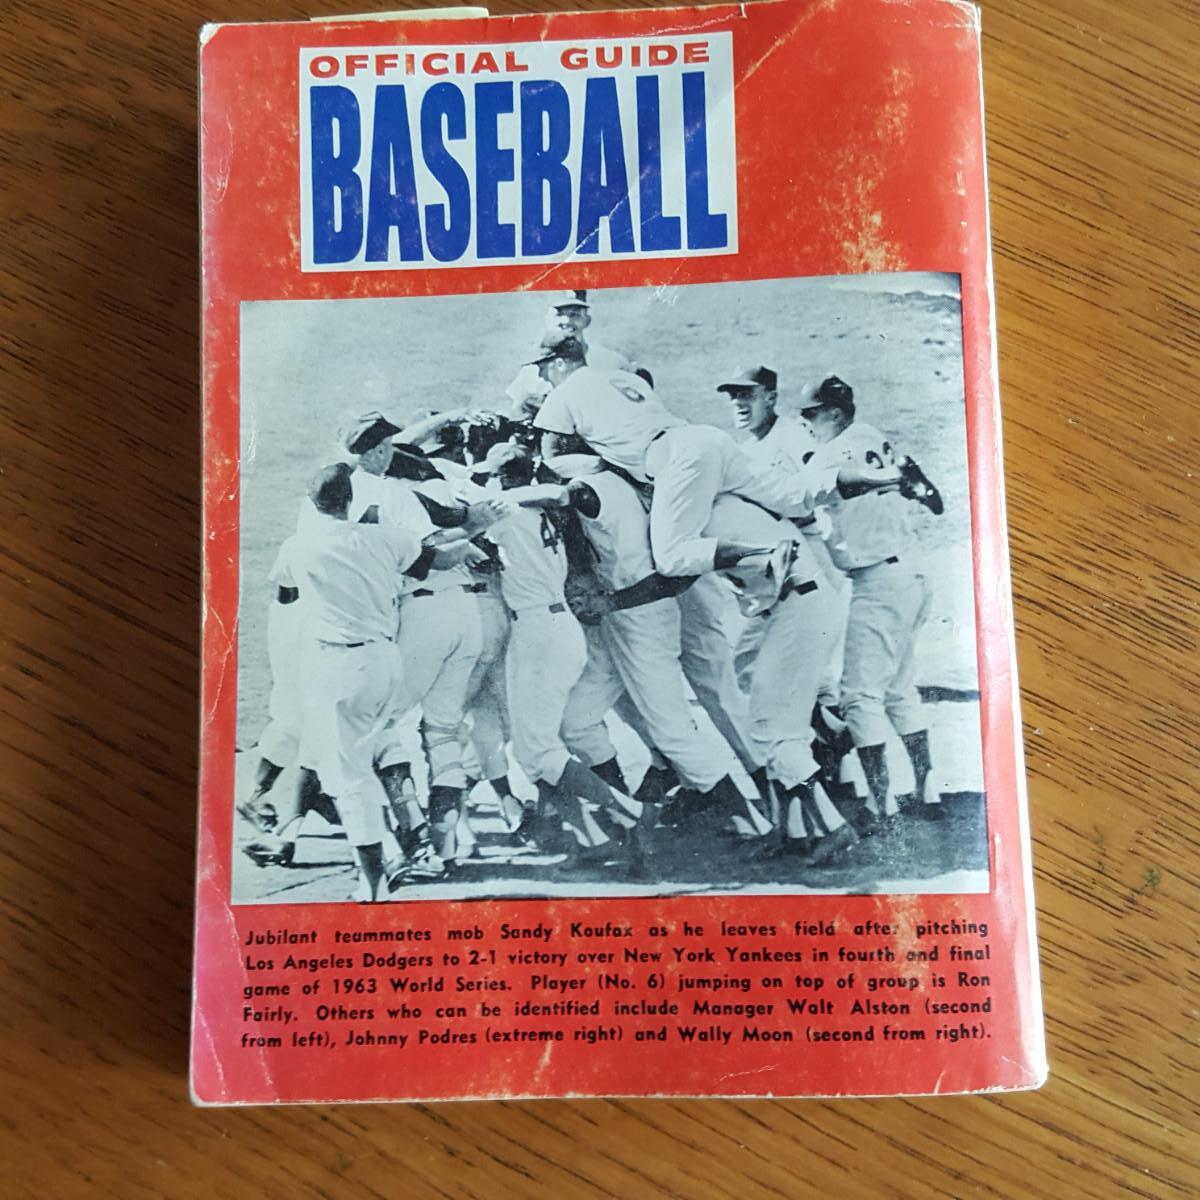 OFFICIAL GUIDE
BASEBALL
6
4
22
Jubilant teammates mob Sandy Koufax as he leaves field after pitching
Los Angeles Dodgers to 2-1 victory over New York Yankees in fourth and final
game of 1963 World Series. Player (No. 6) jumping on top of group is Ron
Fairly. Others who can be identified include Manager Walt Alston (second
from left), Johnny Podres (extreme right) and Wally Moon (second from right).